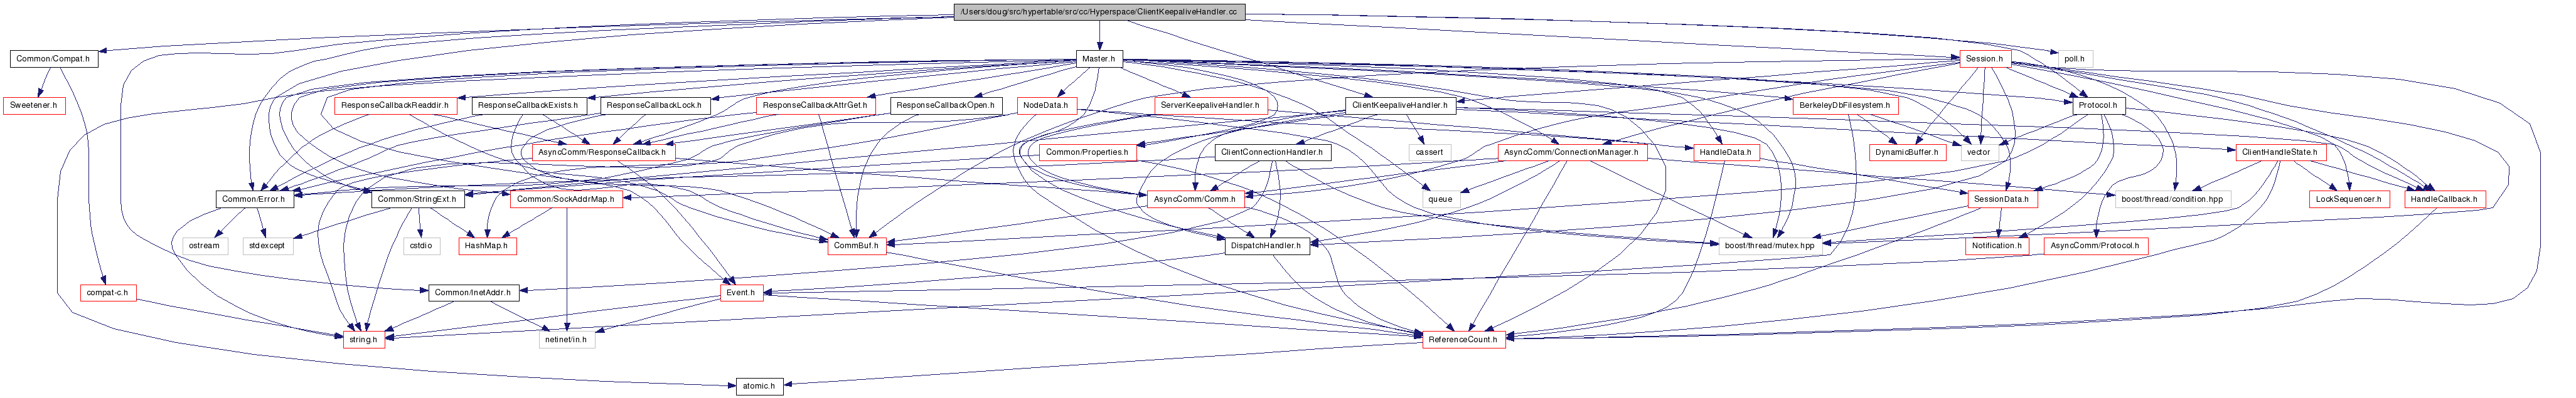 /Users/doug/src/hypertable/src/cc/Hyperspace/ClientKeepaliveHandler.cc
Common/Compat.h
Master.h
Session.h
poll.h
Sweetener.h
ResponseCallbackReaddir.h
ResponseCallbackExists.h
ResponseCallbackLock.h
ResponseCallbackAttrGet.h
ResponseCallbackOpen.h
NodeData.h
ServerKeepaliveHandler.h
ClientKeepaliveHandler.h
BerkeleyDbFilesystem.h
Protocol.h
AsyncComm/ResponseCallback.h
Common/Properties.h
ClientConnectionHandler.h
cassert
AsyncComm/ConnectionManager.h
HandleData.h
DynamicBuffer.h
vector
ClientHandleState.h
Common/Error.h
Common/StringExt.h
Common/SockAddrMap.h
AsyncComm/Comm.h
queue
SessionData.h
boost/thread/condition.hpp
LockSequencer.h
HandleCallback.h
ostream
stdexcept
cstdio
HashMap.h
CommBuf.h
DispatchHandler.h
boost/thread/mutex.hpp
Notification.h
AsyncComm/Protocol.h
compat-c.h
Common/InetAddr.h
Event.h
string.h
netinet/in.h
ReferenceCount.h
atomic.h